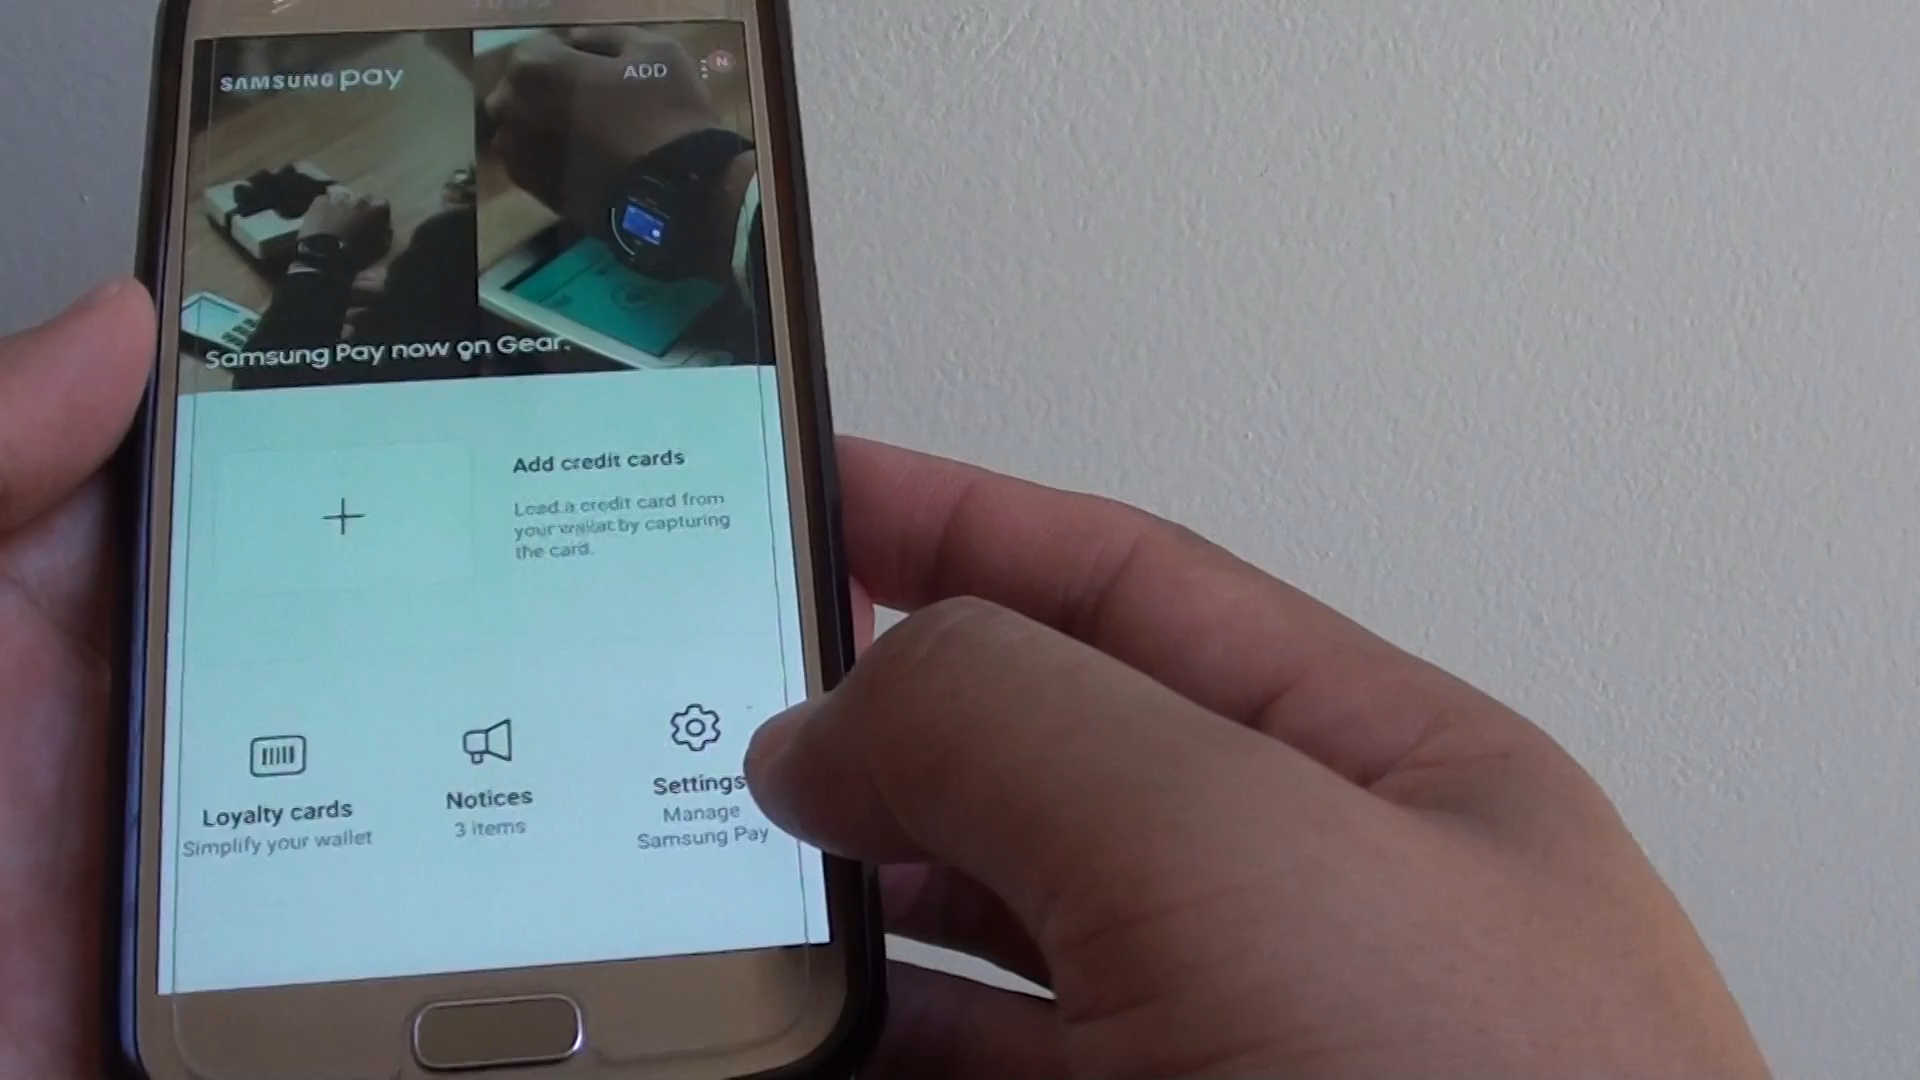 SAMSUNG pay
ADD
N
Samsung Pay now on Gear.
Add credit cards
Load a credit card from
your wallet by capturing
the card.
Loyalty cards
Simplify your wallet
Notices
3 items
Settings
Manage
Samsung Pay